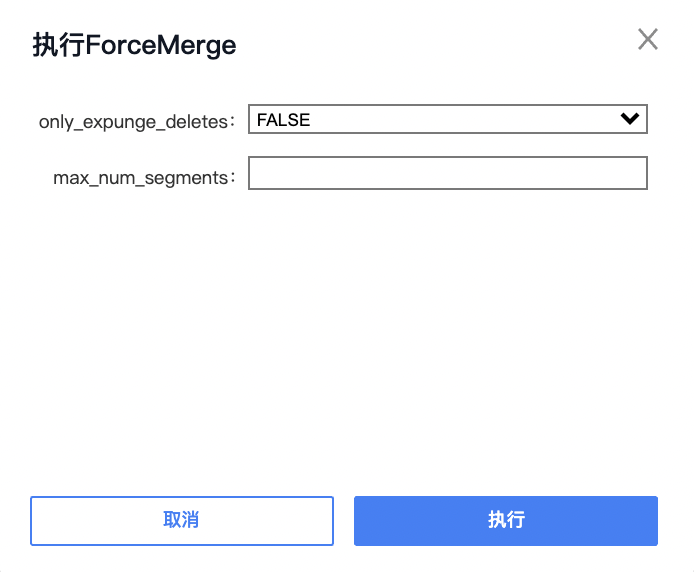 执行ForceMerge
only_expunge_deletes：
FALSE
max_num_segments：
取消
执行